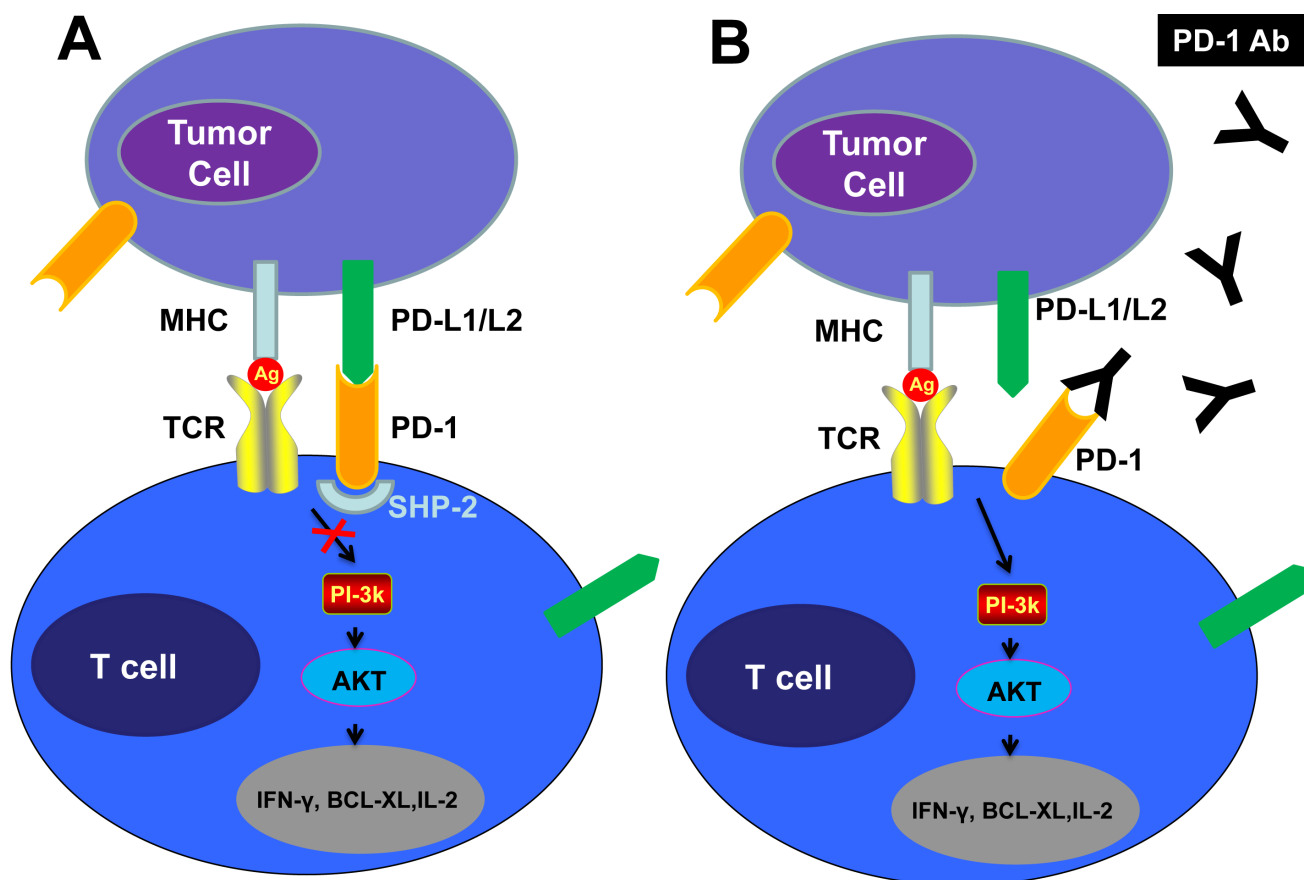 A
Tumor
Cell
MHC
PD-L1/L2
Ag
TCR
PD-1
SHP-2
PI-3k
T cell
AKT
IFN-γ, BCL-XL,IL-2
B
PD-1 Ab
Tumor
Cell
MHC
PD-L1/L2
Ag
TCR
PD-1
PI-3k
T cell
AKT
IFN-γ, BCL-XL,IL-2